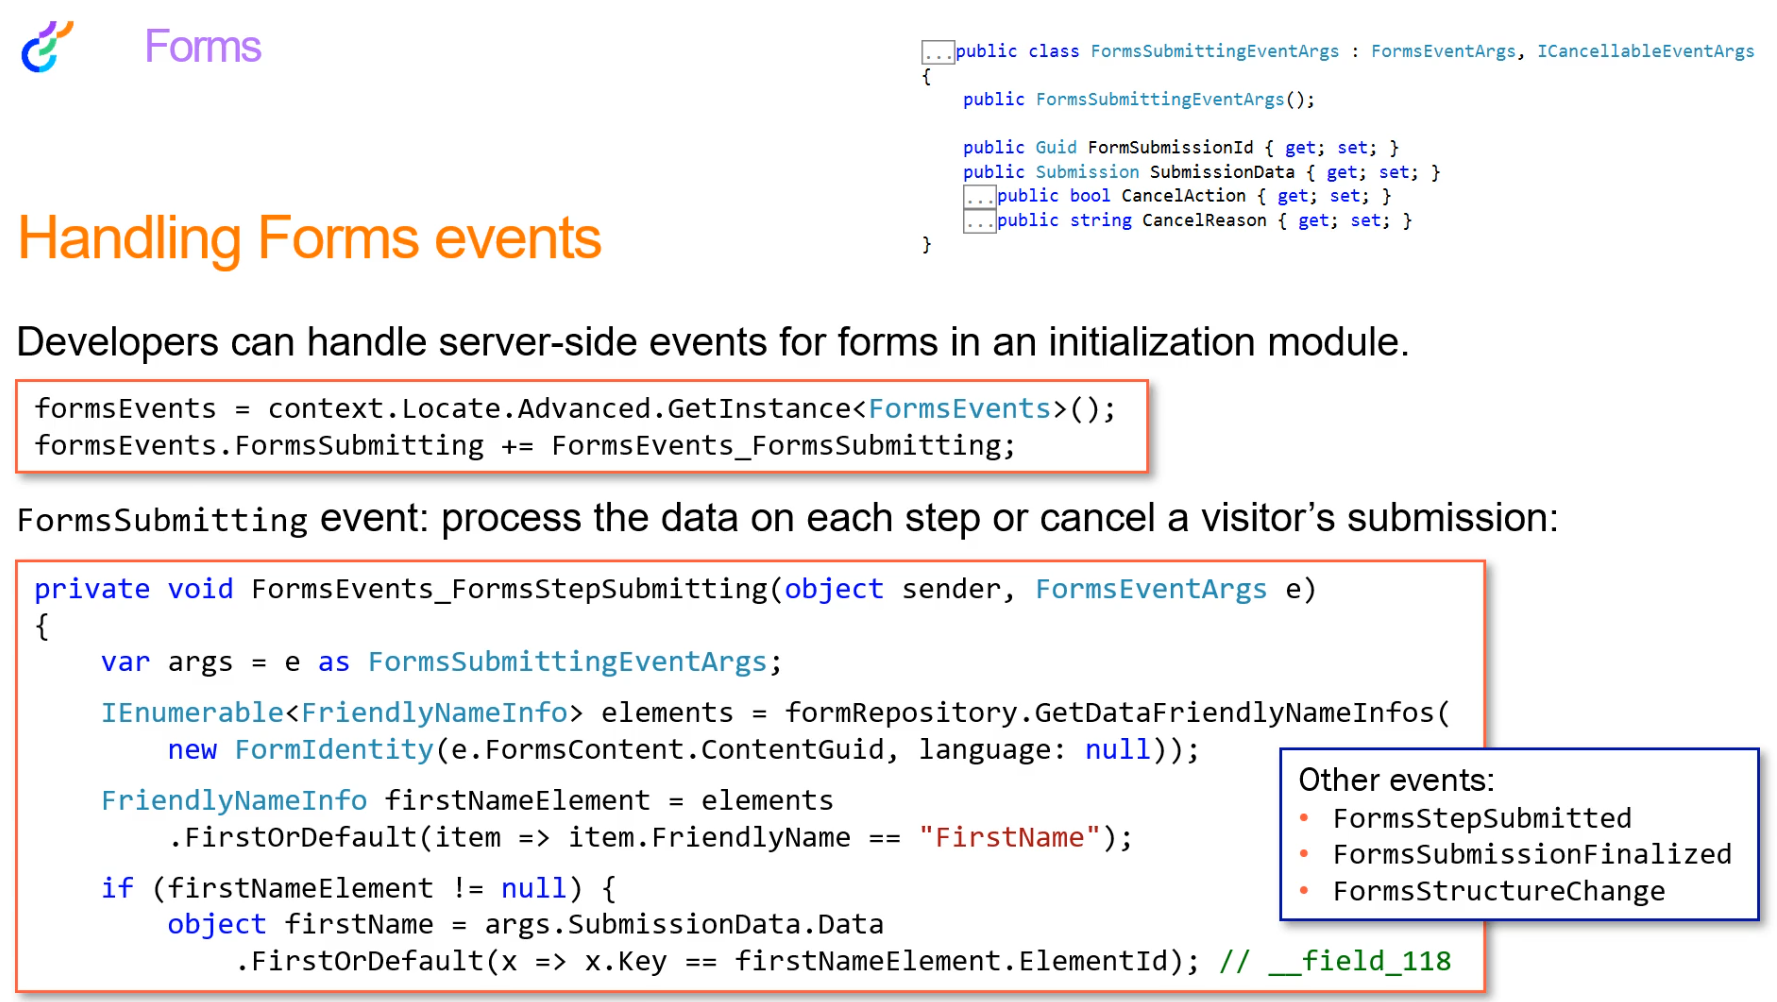 Forms
...public class FormsSubmittingEventArgs : FormsEventArgs, ICancellableEventArgs
{
    public FormsSubmittingEventArgs();

    public Guid FormSubmissionId { get; set; }
    public Submission SubmissionData { get; set; }
    ...public bool CancelAction { get; set; }
    ...public string CancelReason { get; set; }
}
Handling Forms events
Developers can handle server-side events for forms in an initialization module.
formsEvents = context.Locate.Advanced.GetInstance<FormsEvents>();
formsEvents.FormsSubmitting += FormsEvents_FormsSubmitting;
FormsSubmitting event: process the data on each step or cancel a visitor’s submission:
private void FormsEvents_FormsStepSubmitting(object sender, FormsEventArgs e)
{
    var args = e as FormsSubmittingEventArgs;
    IEnumerable<FriendlyNameInfo> elements = formRepository.GetDataFriendlyNameInfos(
        new FormIdentity(e.FormsContent.ContentGuid, language: null));
    FriendlyNameInfo firstNameElement = elements
        .FirstOrDefault(item => item.FriendlyName == "FirstName");
    if (firstNameElement != null) {
        object firstName = args.SubmissionData.Data
            .FirstOrDefault(x => x.Key == firstNameElement.ElementId); // __field_118
Other events:
• FormsStepSubmitted
• FormsSubmissionFinalized
• FormsStructureChange